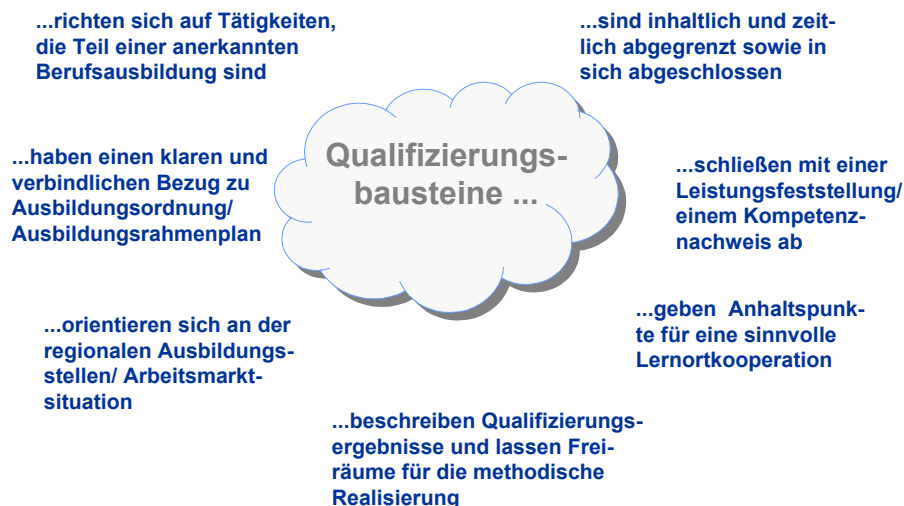 ...richten sich auf Tätigkeiten,
die Teil einer anerkannten
Berufsausbildung sind
...sind inhaltlich und zeit-
lich abgegrenzt sowie in
sich abgeschlossen
Qualifizierungs-
bausteine ...
...haben einen klaren und
verbindlichen Bezug zu
Ausbildungsordnung/
Ausbildungsrahmenplan
...schließen mit einer
Leistungsfeststellung/
einem Kompetenz-
nachweis ab
...orientieren sich an der
regionalen Ausbildungs-
stellen/ Arbeitsmarkt-
situation
...geben Anhaltspunk-
te für eine sinnvolle
Lernortkooperation
...beschreiben Qualifizierungs-
ergebnisse und lassen Frei-
räume für die methodische
Realisierung